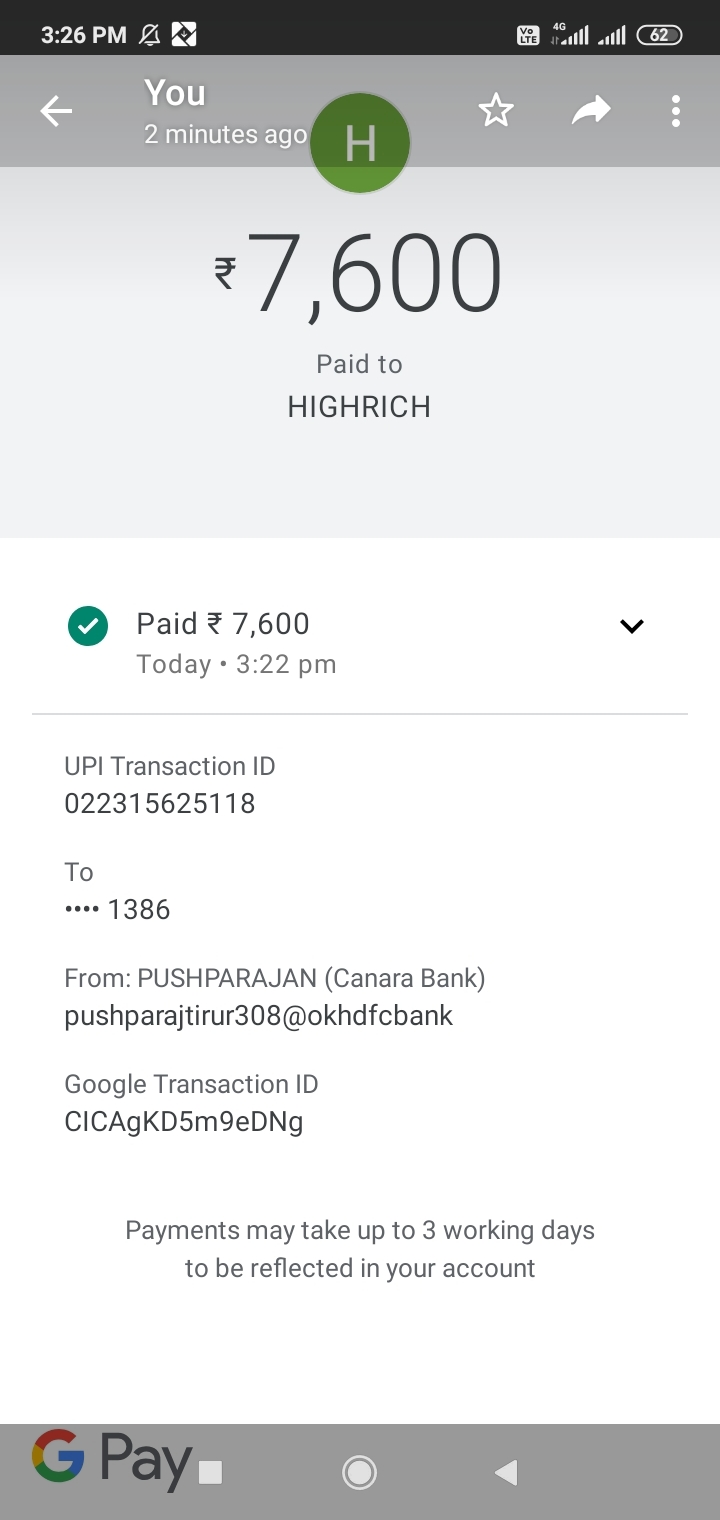 3:26 PM
Vo LTE 4G 62
You
2 minutes ago
H
₹7,600
Paid to
HIGHRICH
Paid ₹ 7,600
Today • 3:22 pm
UPI Transaction ID
022315625118
To
•••• 1386
From: PUSHPARAJAN (Canara Bank)
pushparajtirur308@okhdfcbank
Google Transaction ID
CICAgKD5m9eDNg
Payments may take up to 3 working days
to be reflected in your account
G Pay